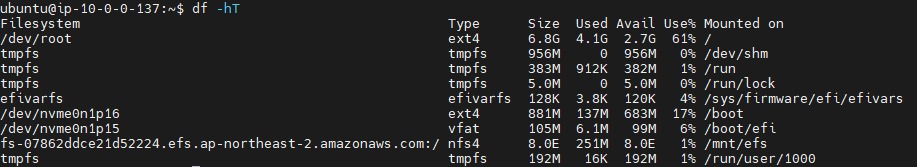 ubuntu@ip-10-0-0-137:~$ df -hT
Filesystem Type Size Used Avail Use% Mounted on
/dev/root ext4 6.8G 4.1G 2.7G 61% /
tmpfs tmpfs 956M 0 956M 0% /dev/shm
tmpfs tmpfs 383M 912K 382M 1% /run
tmpfs tmpfs 5.0M 0 5.0M 0% /run/lock
efivarfs efivarfs 128K 3.8K 120K 4% /sys/firmware/efi/efivars
/dev/nvme0n1p16 ext4 881M 137M 683M 17% /boot
/dev/nvme0n1p15 vfat 105M 6.1M 99M 6% /boot/efi
fs-07862ddce21d52224.efs.ap-northeast-2.amazonaws.com:/ nfs4 8.0E 251M 8.0E 1% /mnt/efs
tmpfs tmpfs 192M 16K 192M 1% /run/user/1000